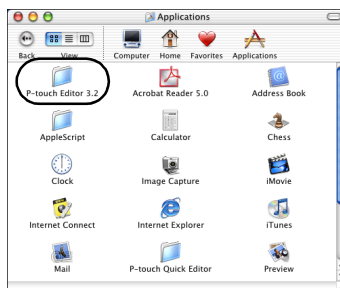 Applications
Back View Computer Home Favorites Applications
P-touch Editor 3.2 Acrobat Reader 5.0 Address Book
AppleScript Calculator Chess
Clock Image Capture iMovie
Internet Connect Internet Explorer iTunes
Mail P-touch Quick Editor Preview